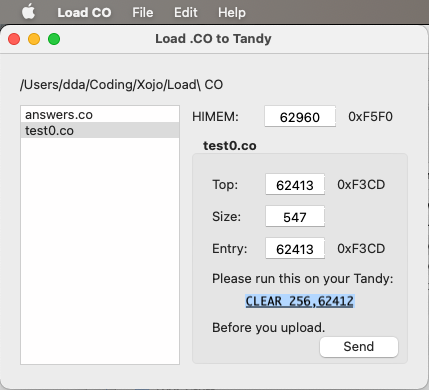 Load CO File Edit Help
Load .CO to Tandy
/Users/dda/Coding/Xojo/Load\ CO
answers.co
test0.co
HIMEM: 62960 0xF5F0
test0.co
Top: 62413 0xF3CD
Size: 547
Entry: 62413 0xF3CD
Please run this on your Tandy:
CLEAR 256,62412
Before you upload.
Send